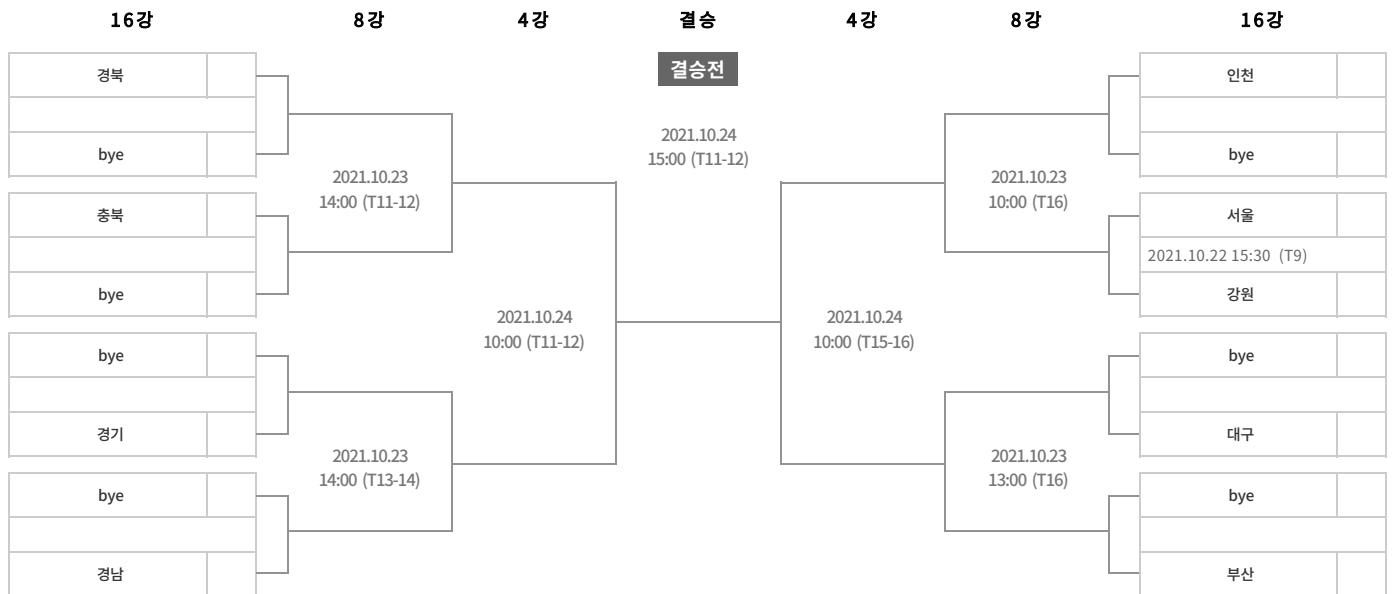 16강 8강 4강 결승 4강 8강 16강
결승전
경북
bye
충북
bye
bye
경기
bye
경남
2021.10.23
14:00 (T11-12)
2021.10.23
14:00 (T13-14)
2021.10.24
10:00 (T11-12)
2021.10.24
15:00 (T11-12)
2021.10.24
10:00 (T15-16)
2021.10.23
10:00 (T16)
2021.10.23
13:00 (T16)
인천
bye
서울
2021.10.22 15:30 (T9)
강원
bye
대구
bye
부산